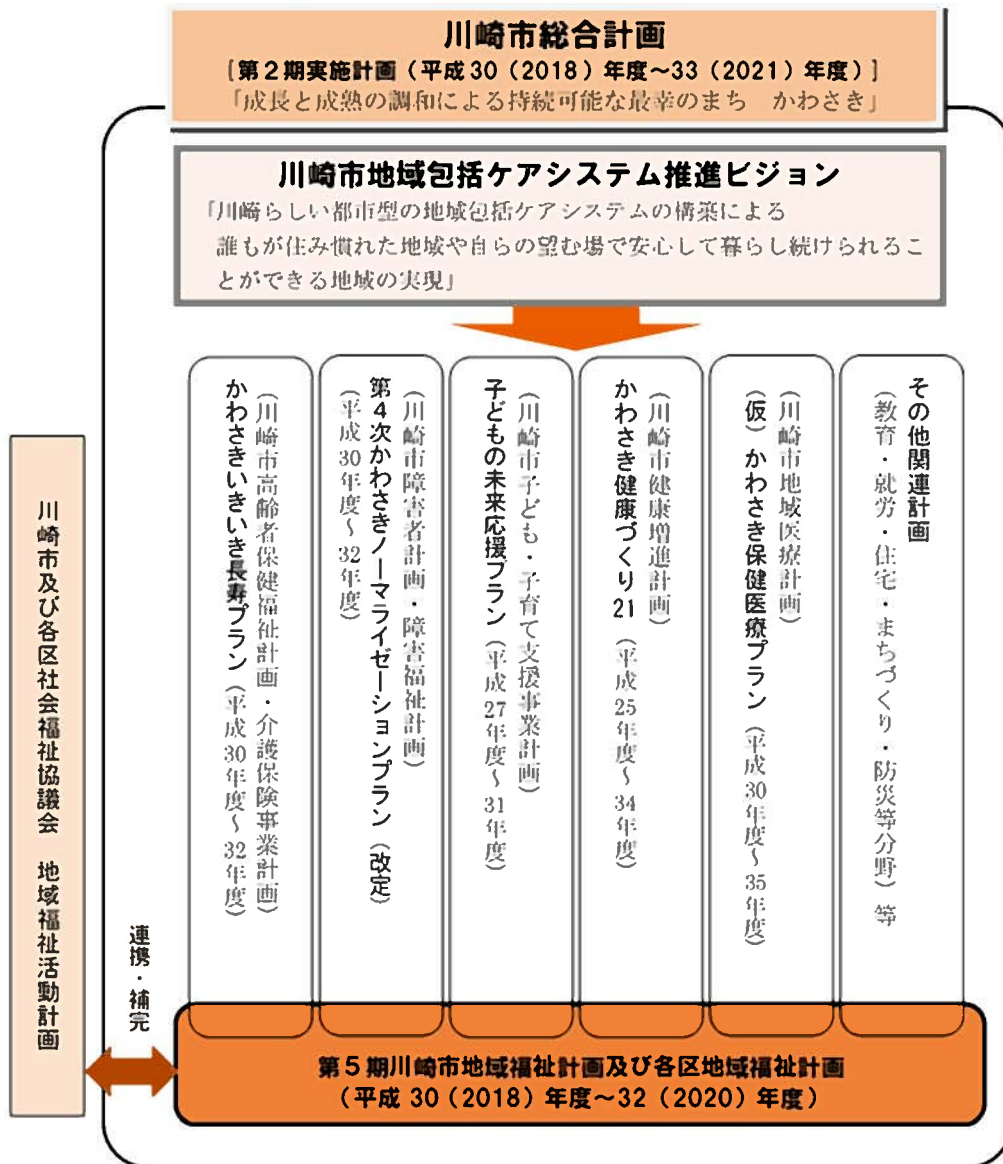 川崎市総合計画
[第2期実施計画（平成30（2018）年度～33（2021）年度）]
「成長と成熟の調和による持続可能な最幸のまち　かわさき」
川崎市地域包括ケアシステム推進ビジョン
「川崎らしい都市型の地域包括ケアシステムの構築による
誰もが住み慣れた地域や自らの望む場で安心して暮らし続けられるこ
とができる地域の実現」
かわさきいきいき長寿プラン（平成30年度～32年度）
（川崎市高齢者保健福祉計画・介護保険事業計画）
第4次かわさきノーマライゼーションプラン（改定）
（平成30年度～32年度）
（川崎市障害者計画・障害福祉計画）
子どもの未来応援プラン（平成27年度～31年度）
（川崎市子ども・子育て支援事業計画）
かわさき健康づくり21（平成25年度～34年度）
（川崎市健康増進計画）
（仮）かわさき保健医療プラン（平成30年度～35年度）
（川崎市地域医療計画）
その他関連計画
（教育・就労・住宅・まちづくり・防災等分野）等
川崎市及び各区社会福祉協議会　地域福祉活動計画
連携・補完
第5期川崎市地域福祉計画及び各区地域福祉計画
（平成 30（2018）年度～32（2020）年度）